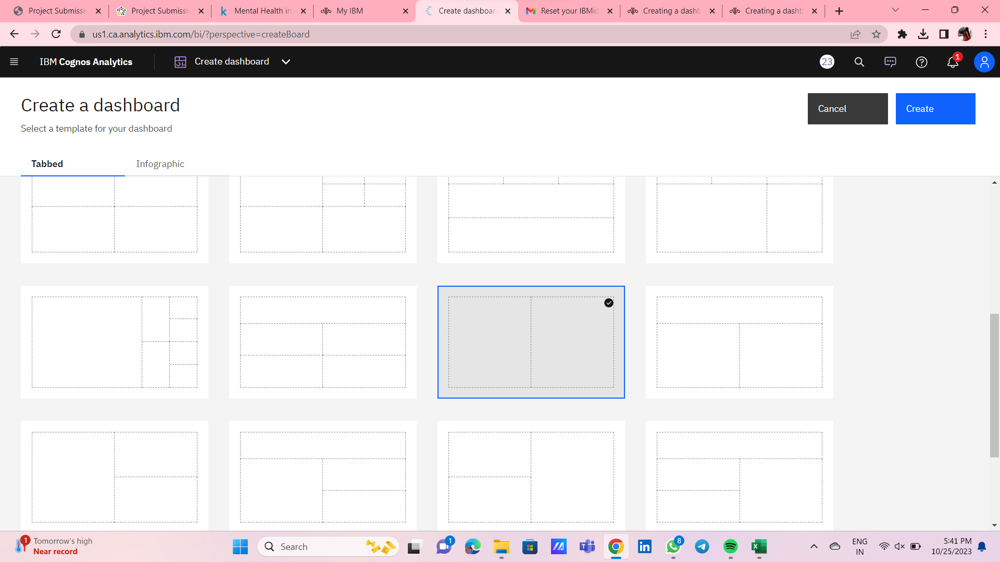 Project Submissi
Project Submissi
Mental Health in
My IBM
Create dashboar
Reset your IBMid
Creating a dashb
Creating a dashb
us1.ca.analytics.ibm.com/bi/?perspective=createBoard
IBM Cognos Analytics
Create dashboard
23
1
Create a dashboard
Cancel
Create
Select a template for your dashboard
Tabbed
Infographic
1
Tomorrow's high
Near record
Search
1
8
ENG
IN
5:41 PM
10/25/2023